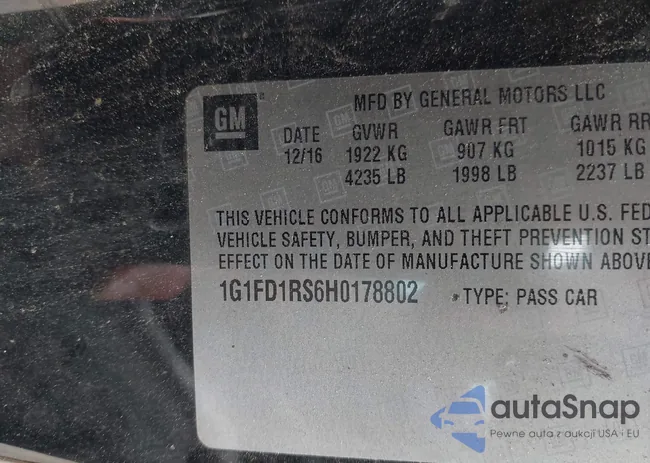 GM
MFD BY GENERAL MOTORS LLC
DATE GVWR GAWR FRT GAWR RR
12/16 1922 KG 907 KG 1015 KG
4235 LB 1998 LB 2237 LB
THIS VEHICLE CONFORMS TO ALL APPLICABLE U.S. FED
VEHICLE SAFETY, BUMPER, AND THEFT PREVENTION ST
EFFECT ON THE DATE OF MANUFACTURE SHOWN ABOVE
1G1FD1RS6H0178802 TYPE: PASS CAR
autaSnap
Pewne auta z aukcji USA i EU